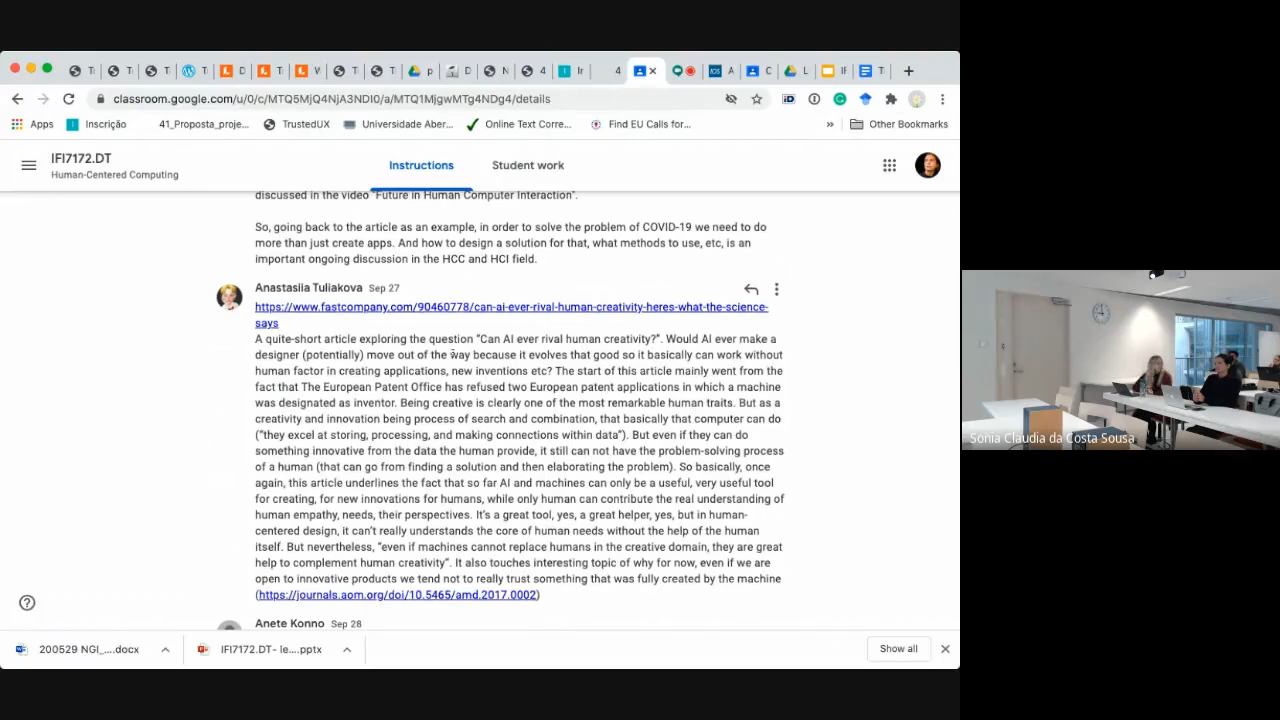 classroom.google.com/u/0/c/MTQ5MjQ4NjA3NDI0/a/MTQ1MjgwMTg4NDg4/details
Apps Inscrição 41_Proposta_proje... TrustedUX Universidade Aber... Online Text Corre... Find EU Calls for... » Other Bookmarks
IFI7172.DT
Human-Centered Computing
Instructions Student work
discussed in the video "Future in Human Computer Interaction".
So, going back to the article as an example, in order to solve the problem of COVID-19 we need to do
more than just create apps. And how to design a solution for that, what methods to use, etc, is an
important ongoing discussion in the HCC and HCI field.
Anastasiia Tuliakova Sep 27
https://www.fastcompany.com/90460778/can-ai-ever-rival-human-creativity-heres-what-the-science-
says
A quite-short article exploring the question "Can AI ever rival human creativity?". Would AI ever make a
designer (potentially) move out of the way because it evolves that good so it basically can work without
human factor in creating applications, new inventions etc? The start of this article mainly went from the
fact that The European Patent Office has refused two European patent applications in which a machine
was designated as inventor. Being creative is clearly one of the most remarkable human traits. But as a
creativity and innovation being process of search and combination, that basically that computer can do
("they excel at storing, processing, and making connections within data"). But even if they can do
something innovative from the data the human provide, it still can not have the problem-solving process
of a human (that can go from finding a solution and then elaborating the problem). So basically, once
again, this article underlines the fact that so far AI and machines can only be a useful, very useful tool
for creating, for new innovations for humans, while only human can contribute the real understanding of
human empathy, needs, their perspectives. It's a great tool, yes, a great helper, yes, but in human-
centered design, it can't really understands the core of human needs without the help of the human
itself. But nevertheless, "even if machines cannot replace humans in the creative domain, they are great
help to complement human creativity". It also touches interesting topic of why for now, even if we are
open to innovative products we tend not to really trust something that was fully created by the machine
(https://journals.aom.org/doi/10.5465/amd.2017.0002)
Anete Konno Sep 28
200529 NGI_....docx IFI7172.DT- le....pptx Show all
Sonia Claudia da Costa Sousa